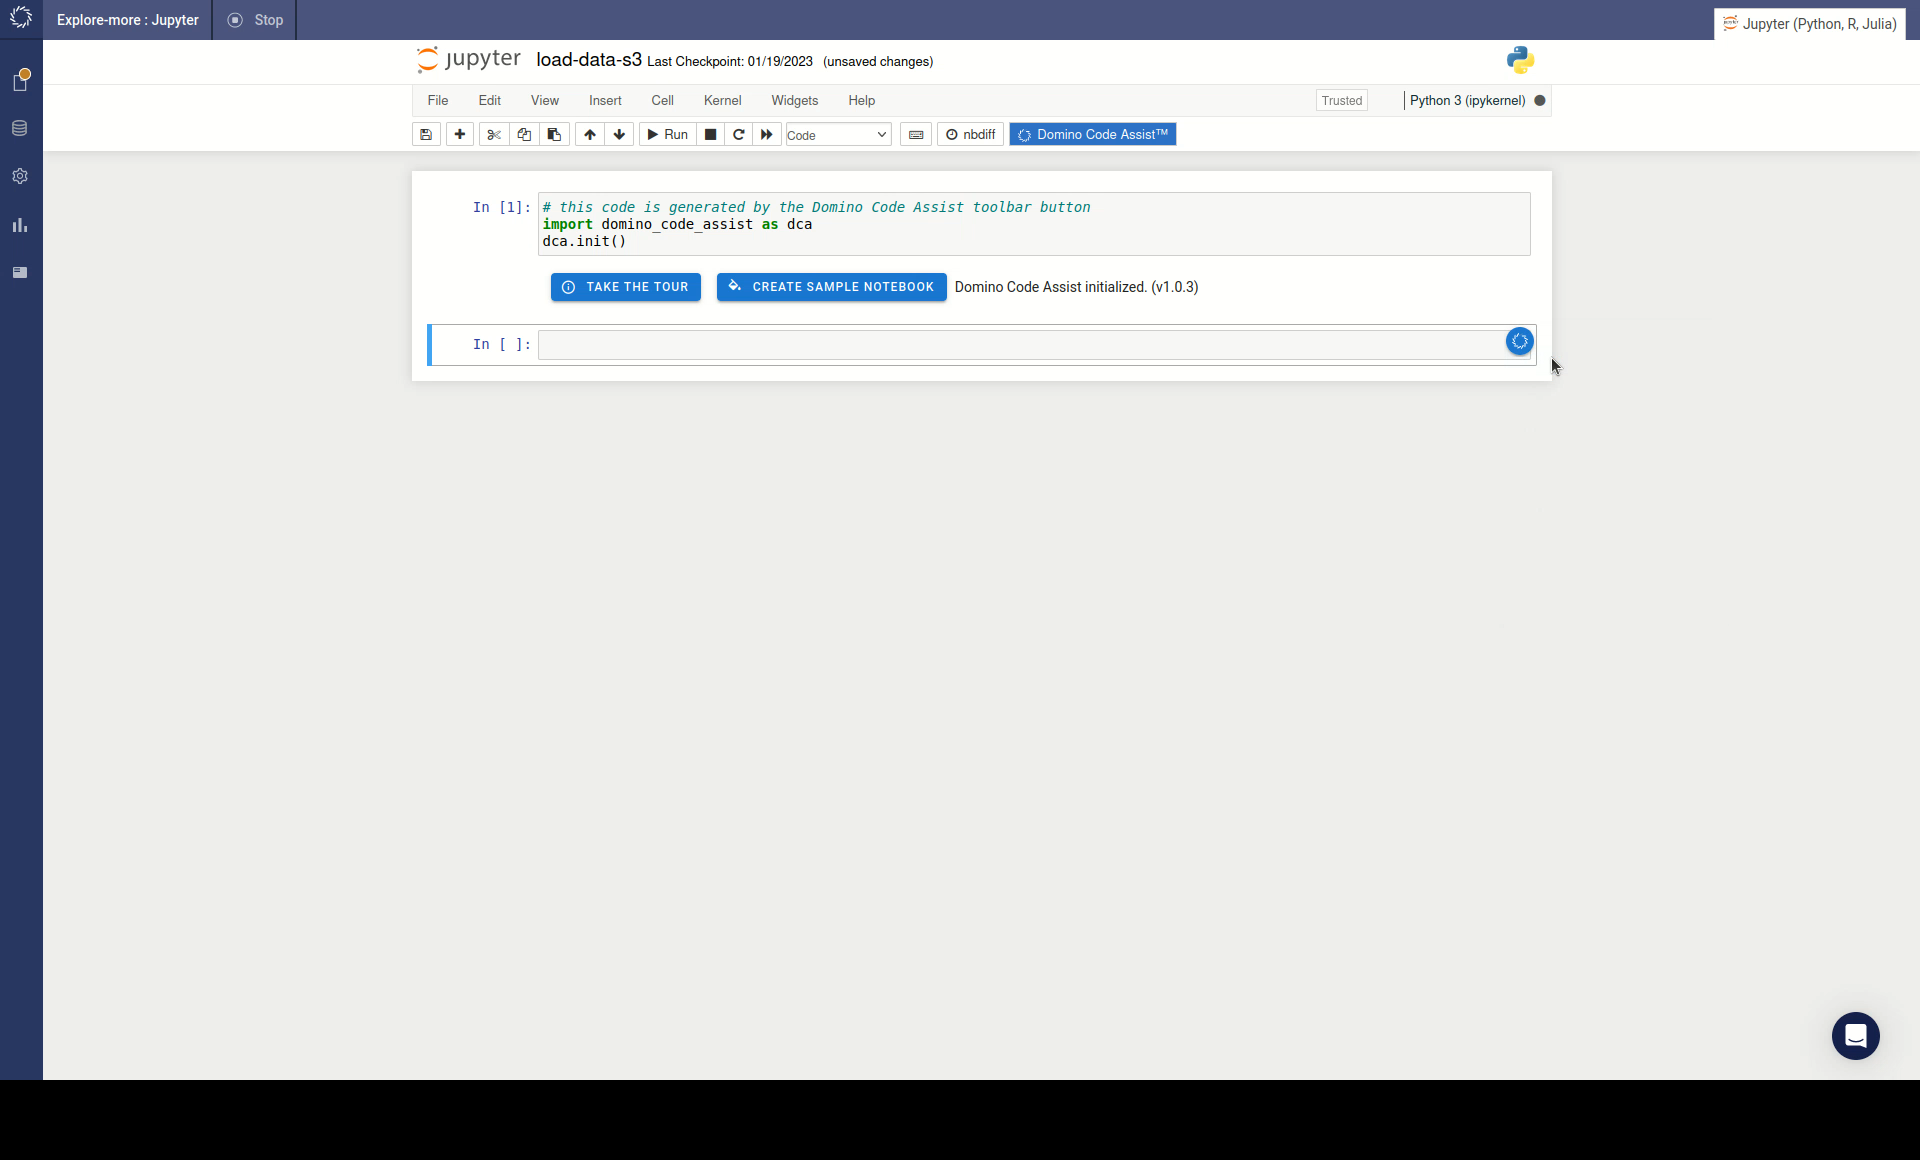 Explore-more : Jupyter
Stop
Jupyter (Python, R, Julia)
jupyter load-data-s3 Last Checkpoint: 01/19/2023 (unsaved changes)
File Edit View Insert Cell Kernel Widgets Help
Trusted
Python 3 (ipykernel)
Run
Code
nbdiff
Domino Code Assist™
In [1]:
# this code is generated by the Domino Code Assist toolbar button
import domino_code_assist as dca
dca.init()
TAKE THE TOUR
CREATE SAMPLE NOTEBOOK
Domino Code Assist initialized. (v1.0.3)
In [ ]: